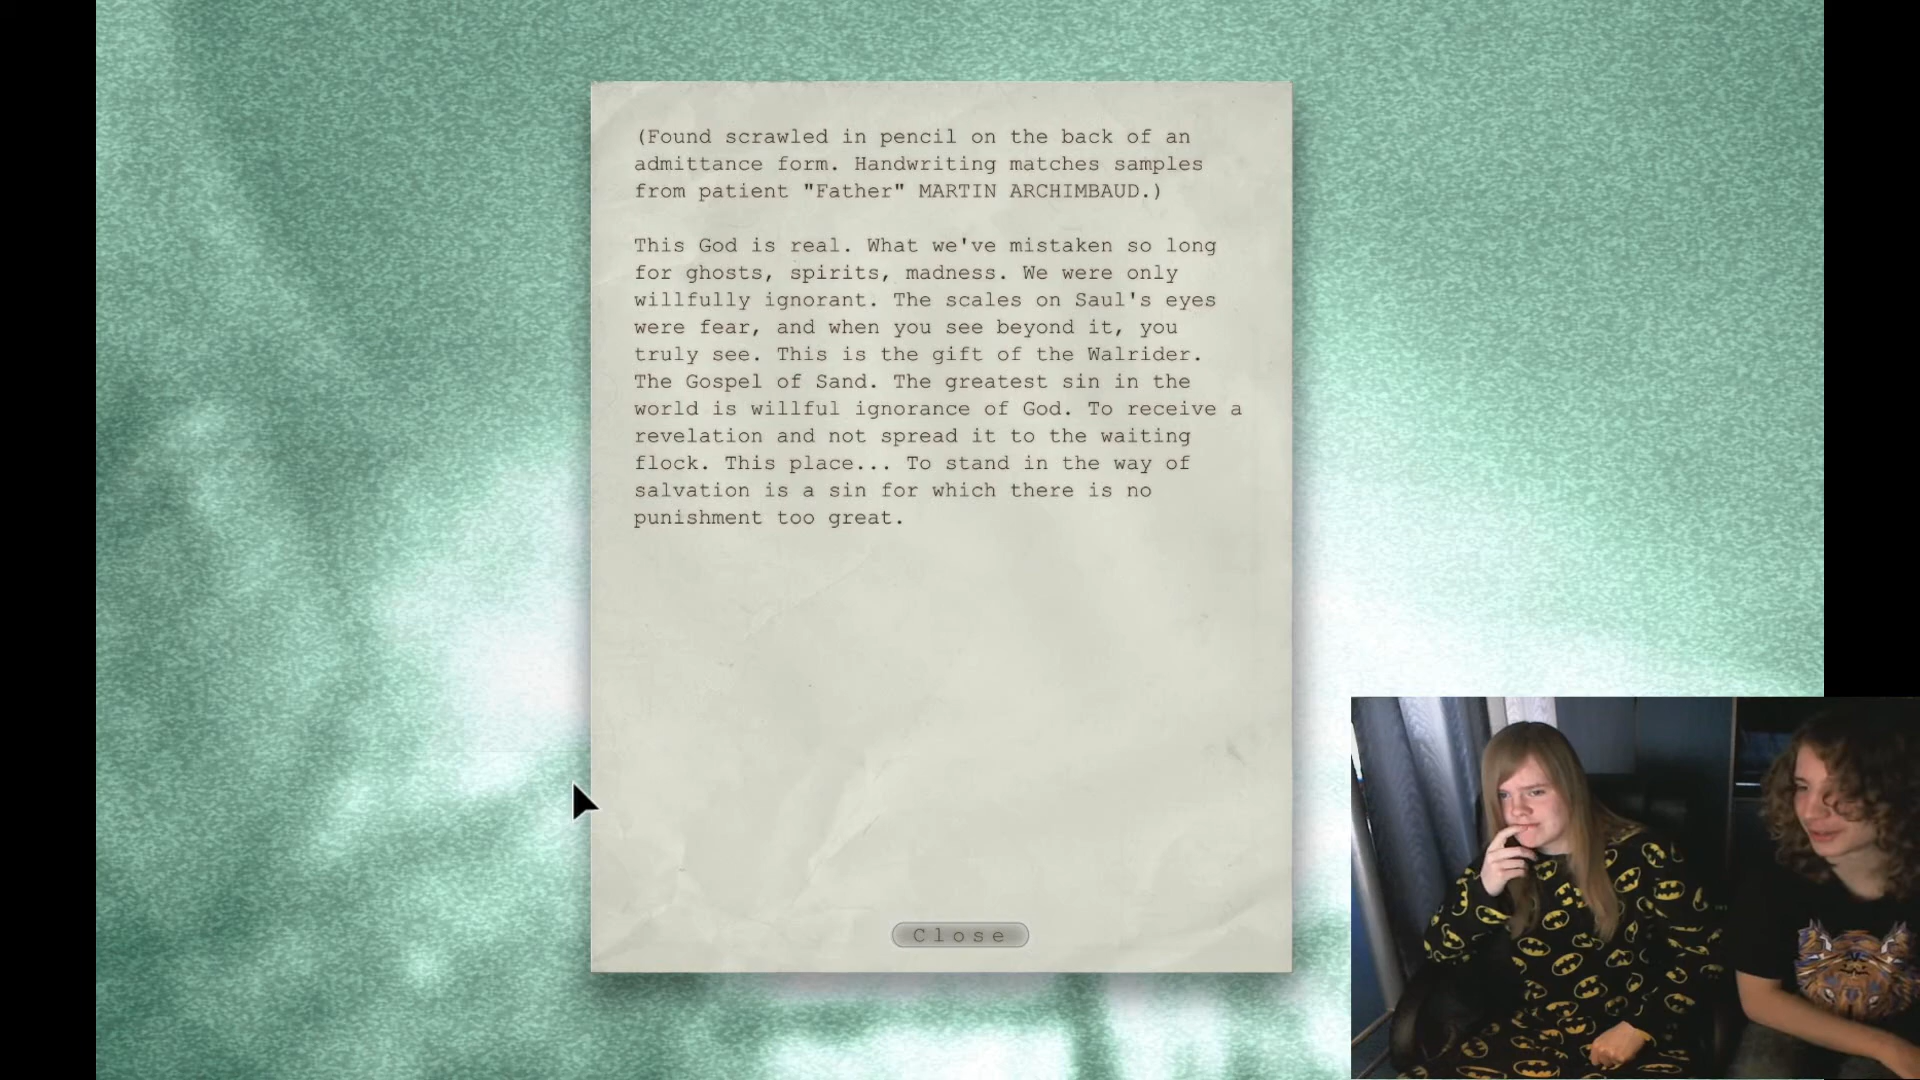 (Found scrawled in pencil on the back of an
admittance form. Handwriting matches samples
from patient "Father" MARTIN ARCHIMBAUD.)
This God is real. What we've mistaken so long
for ghosts, spirits, madness. We were only
willfully ignorant. The scales on Saul's eyes
were fear, and when you see beyond it, you
truly see. This is the gift of the Walrider.
The Gospel of Sand. The greatest sin in the
world is willful ignorance of God. To receive a
revelation and not spread it to the waiting
flock. This place... To stand in the way of
salvation is a sin for which there is no
punishment too great.
Close